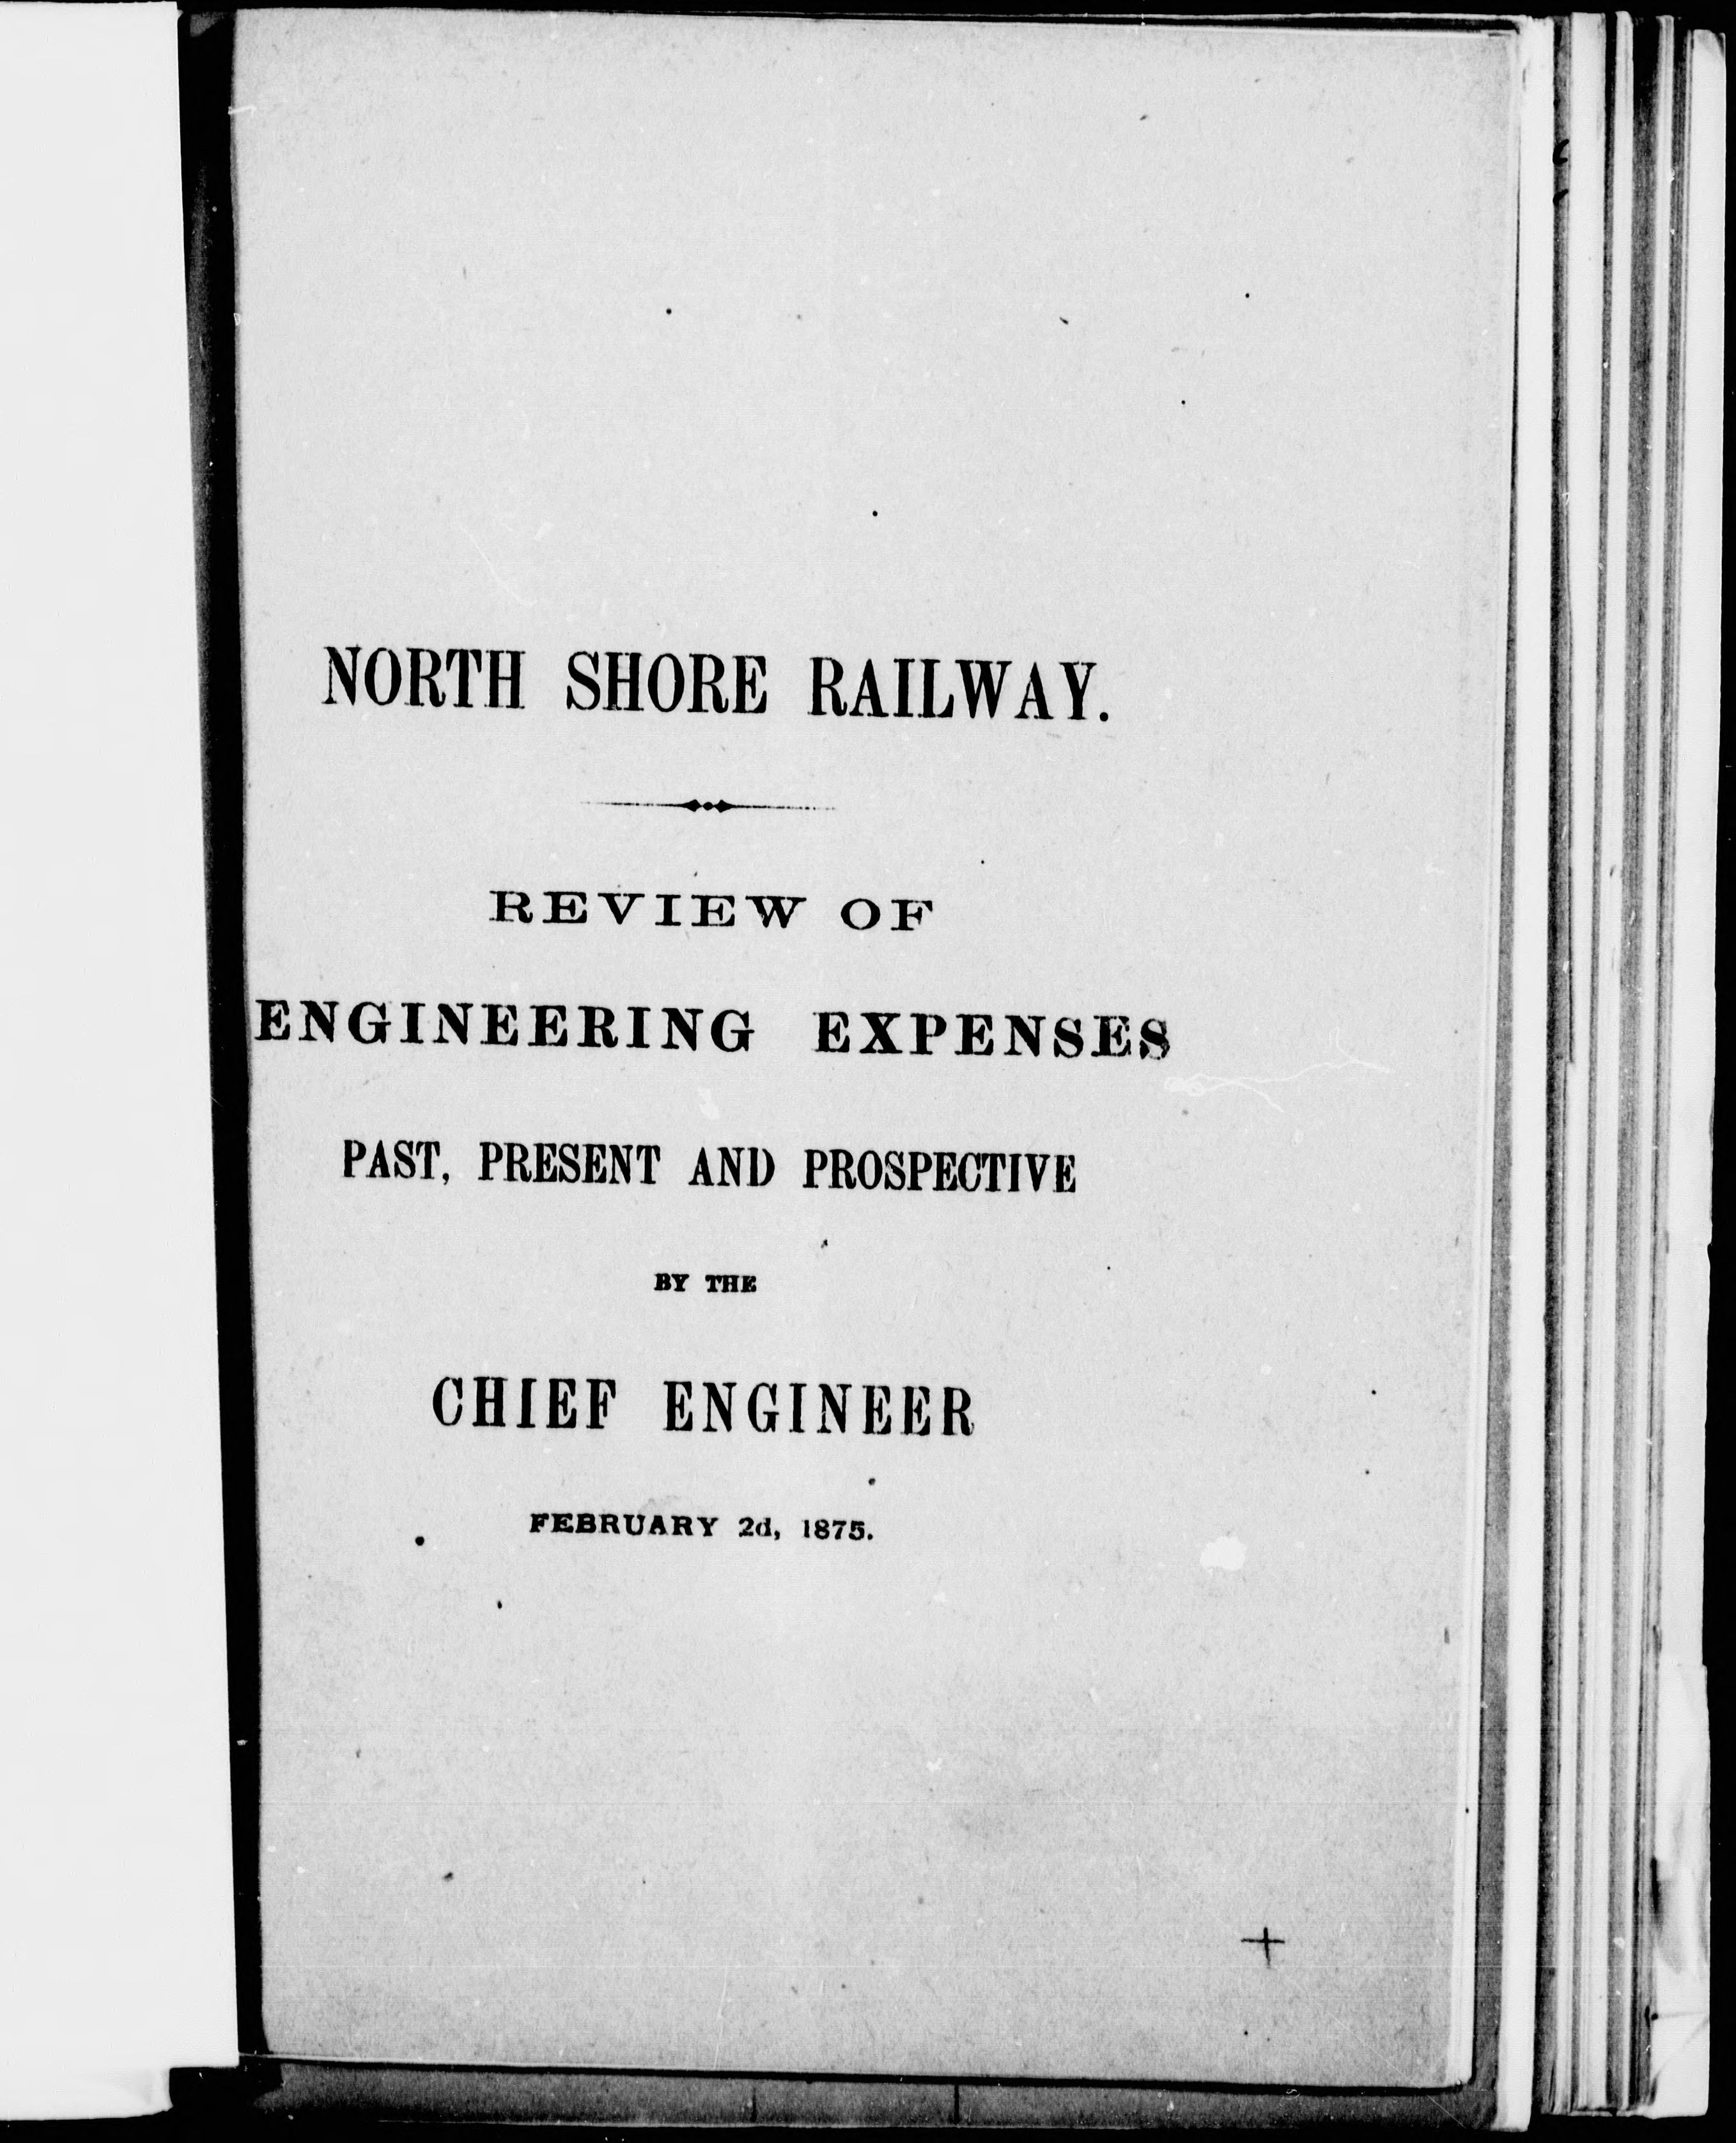 NORTH SHORE RAILWAY.
REVIEW OF
ENGINEERING EXPENSES
PAST, PRESENT AND PROSPECTIVE
BY THE
CHIEF ENGINEER
FEBRUARY 2d, 1875.